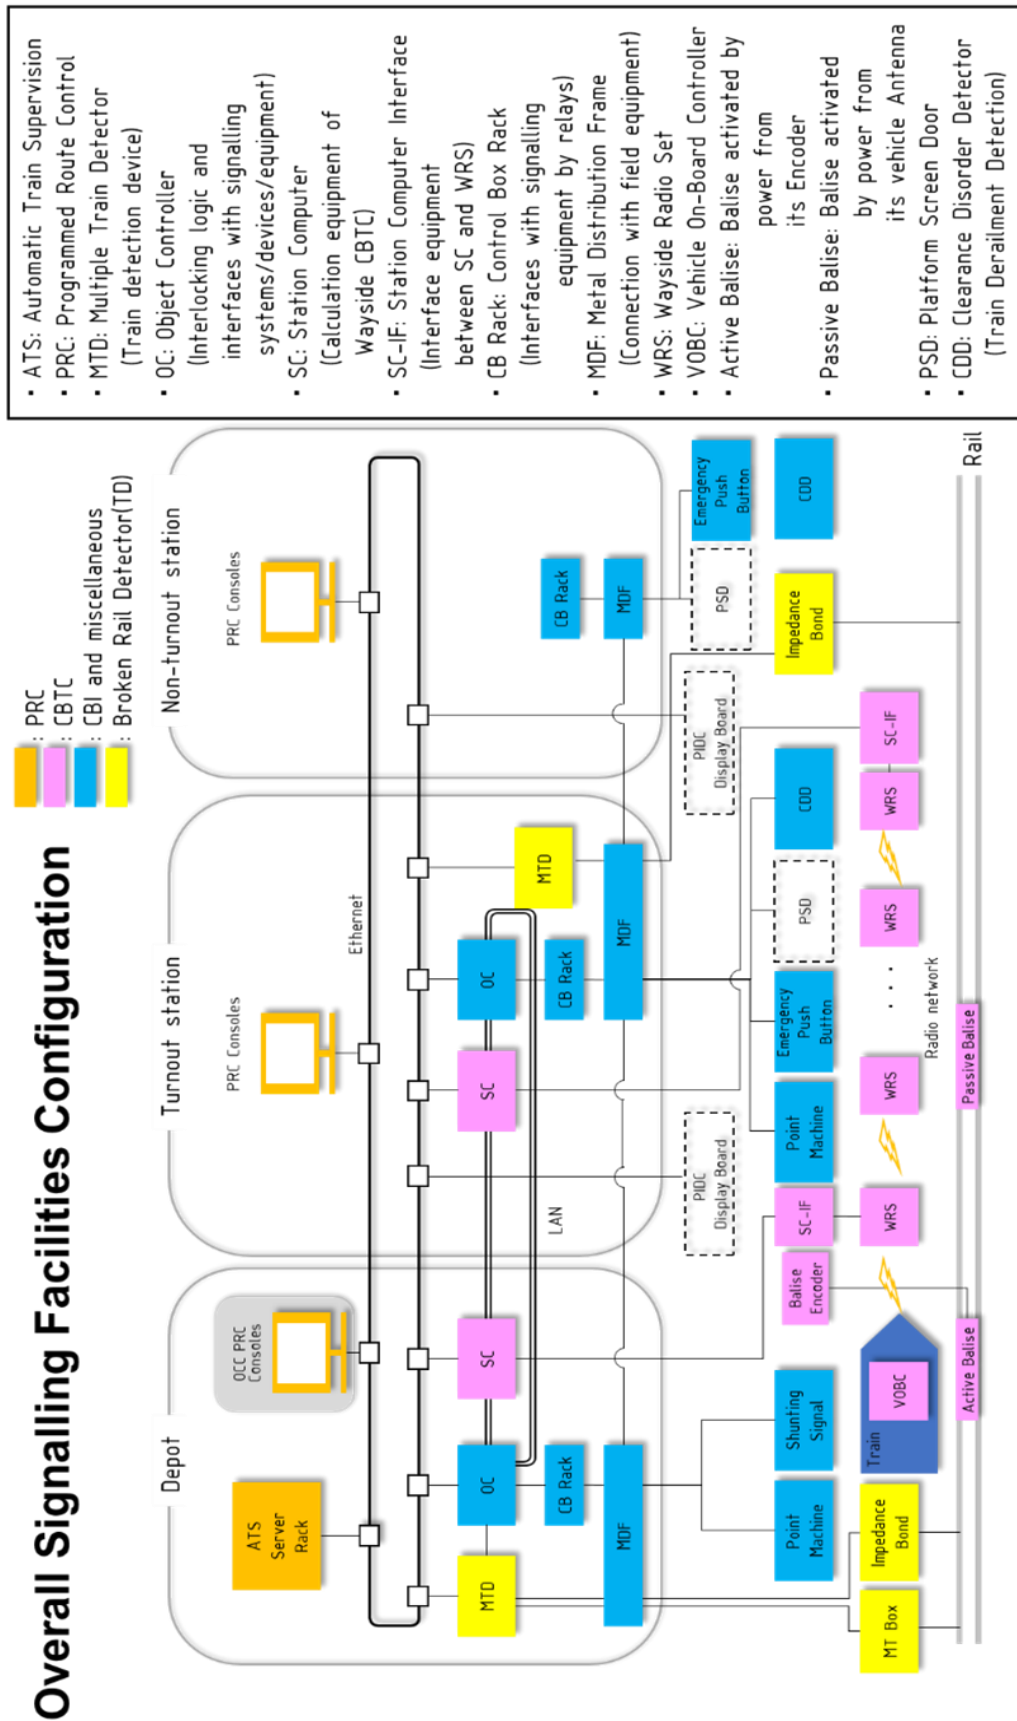 Overall Signalling Facilities Configuration
: PRC
: CBTC
: CBI and miscellaneous
: Broken Rail Detector(TD)
Depot
Turnout station
Non-turnout station
ATS
Server
Rack
OCC PRC
Consoles
PRC Consoles
PRC Consoles
Ethernet
MTD
OC
SC
SC
OC
MTD
LAN
CB Rack
CB Rack
CB Rack
MDF
MDF
MDF
PIDC
Display Board
PIDC
Display Board
PSD
Emergency
Push
Button
Point
Machine
Shunting
Signal
Balise
Encoder
SC-IF
Point
Machine
Emergency
Push
Button
PSD
CDD
Impedance
Bond
CDD
MT Box
Impedance
Bond
Train
VOBC
WRS
WRS
· · ·
WRS
WRS
SC-IF
Radio network
Active Balise
Passive Balise
Rail
▪ ATS: Automatic Train Supervision
▪ PRC: Programmed Route Control
▪ MTD: Multiple Train Detector
(Train detection device)
▪ OC: Object Controller
(Interlocking logic and
interfaces with signalling
systems/devices/equipment)
▪ SC: Station Computer
(Calculation equipment of
Wayside CBTC)
▪ SC-IF: Station Computer Interface
(Interface equipment
between SC and WRS)
▪ CB Rack: Control Box Rack
(Interfaces with signalling
equipment by relays)
▪ MDF: Metal Distribution Frame
(Connection with field equipment)
▪ WRS: Wayside Radio Set
▪ VOBC: Vehicle On-Board Controller
▪ Active Balise: Balise activated by
power from
its Encoder
▪ Passive Balise: Balise activated
by power from
its vehicle Antenna
▪ PSD: Platform Screen Door
▪ CDD: Clearance Disorder Detector
(Train Derailment Detection)